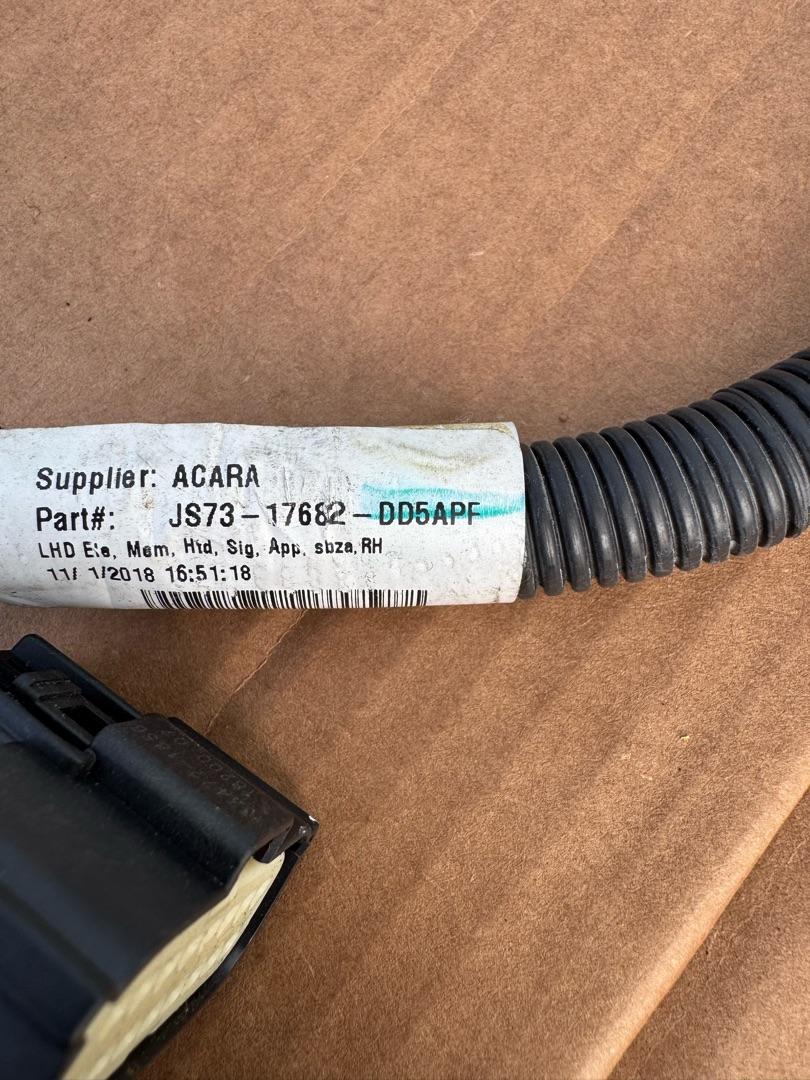 Supplier: ACARA
Part#: JS73-17682-DD5APF
LHD Ele, Mem, Htd, Sig, App, sbza, RH
11/ 1/2018 16:51:18